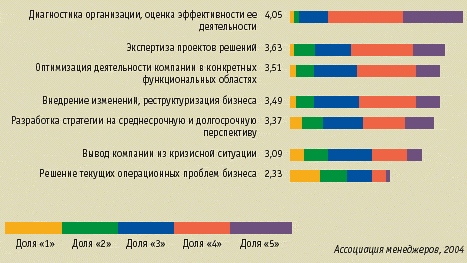 Диагностика организации, оценка эффективности ее 4,05
деятельности
Экспертиза проектов решений 3,63
Оптимизация деятельности компании в конкретных 3,51
функциональных областях
Внедрение изменений, реструктуризация бизнеса 3,49
Разработка стратегии на среднесрочную и долгосрочную 3,37
перспективу
Вывод компании из кризисной ситуации 3,09
Решение текущих операционных проблем бизнеса 2,33
Доля «1» Доля «2» Доля «3» Доля «4» Доля «5»
Ассоциация менеджеров, 2004